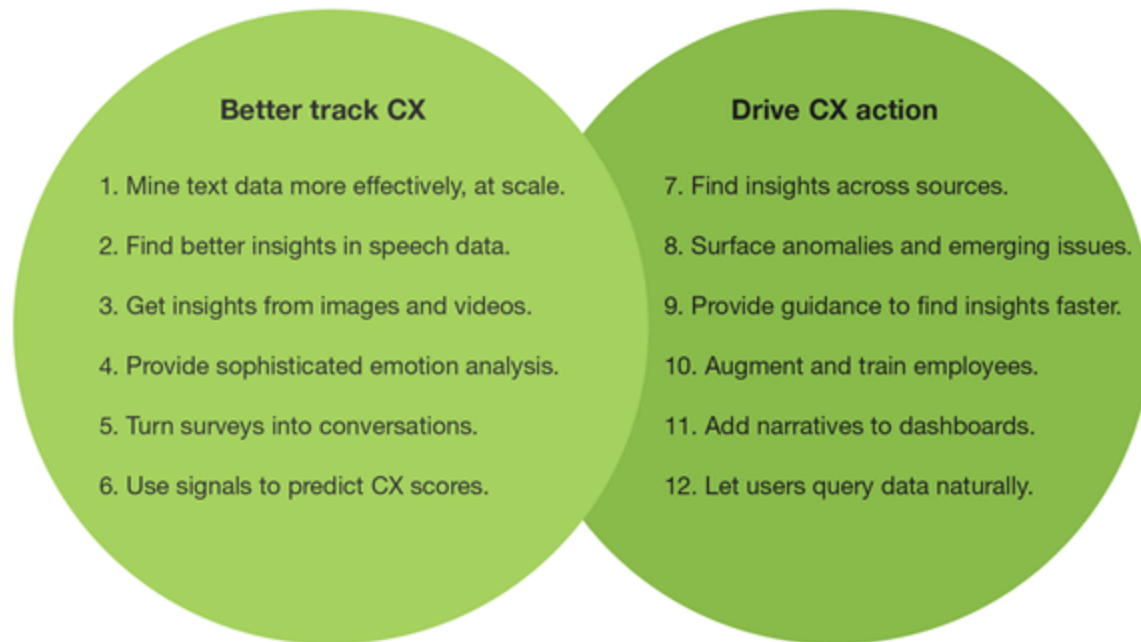 Better track CX
1. Mine text data more effectively, at scale.
2. Find better insights in speech data.
3. Get insights from images and videos.
4. Provide sophisticated emotion analysis.
5. Turn surveys into conversations.
6. Use signals to predict CX scores.
Drive CX action
7. Find insights across sources.
8. Surface anomalies and emerging issues.
9. Provide guidance to find insights faster.
10. Augment and train employees.
11. Add narratives to dashboards.
12. Let users query data naturally.